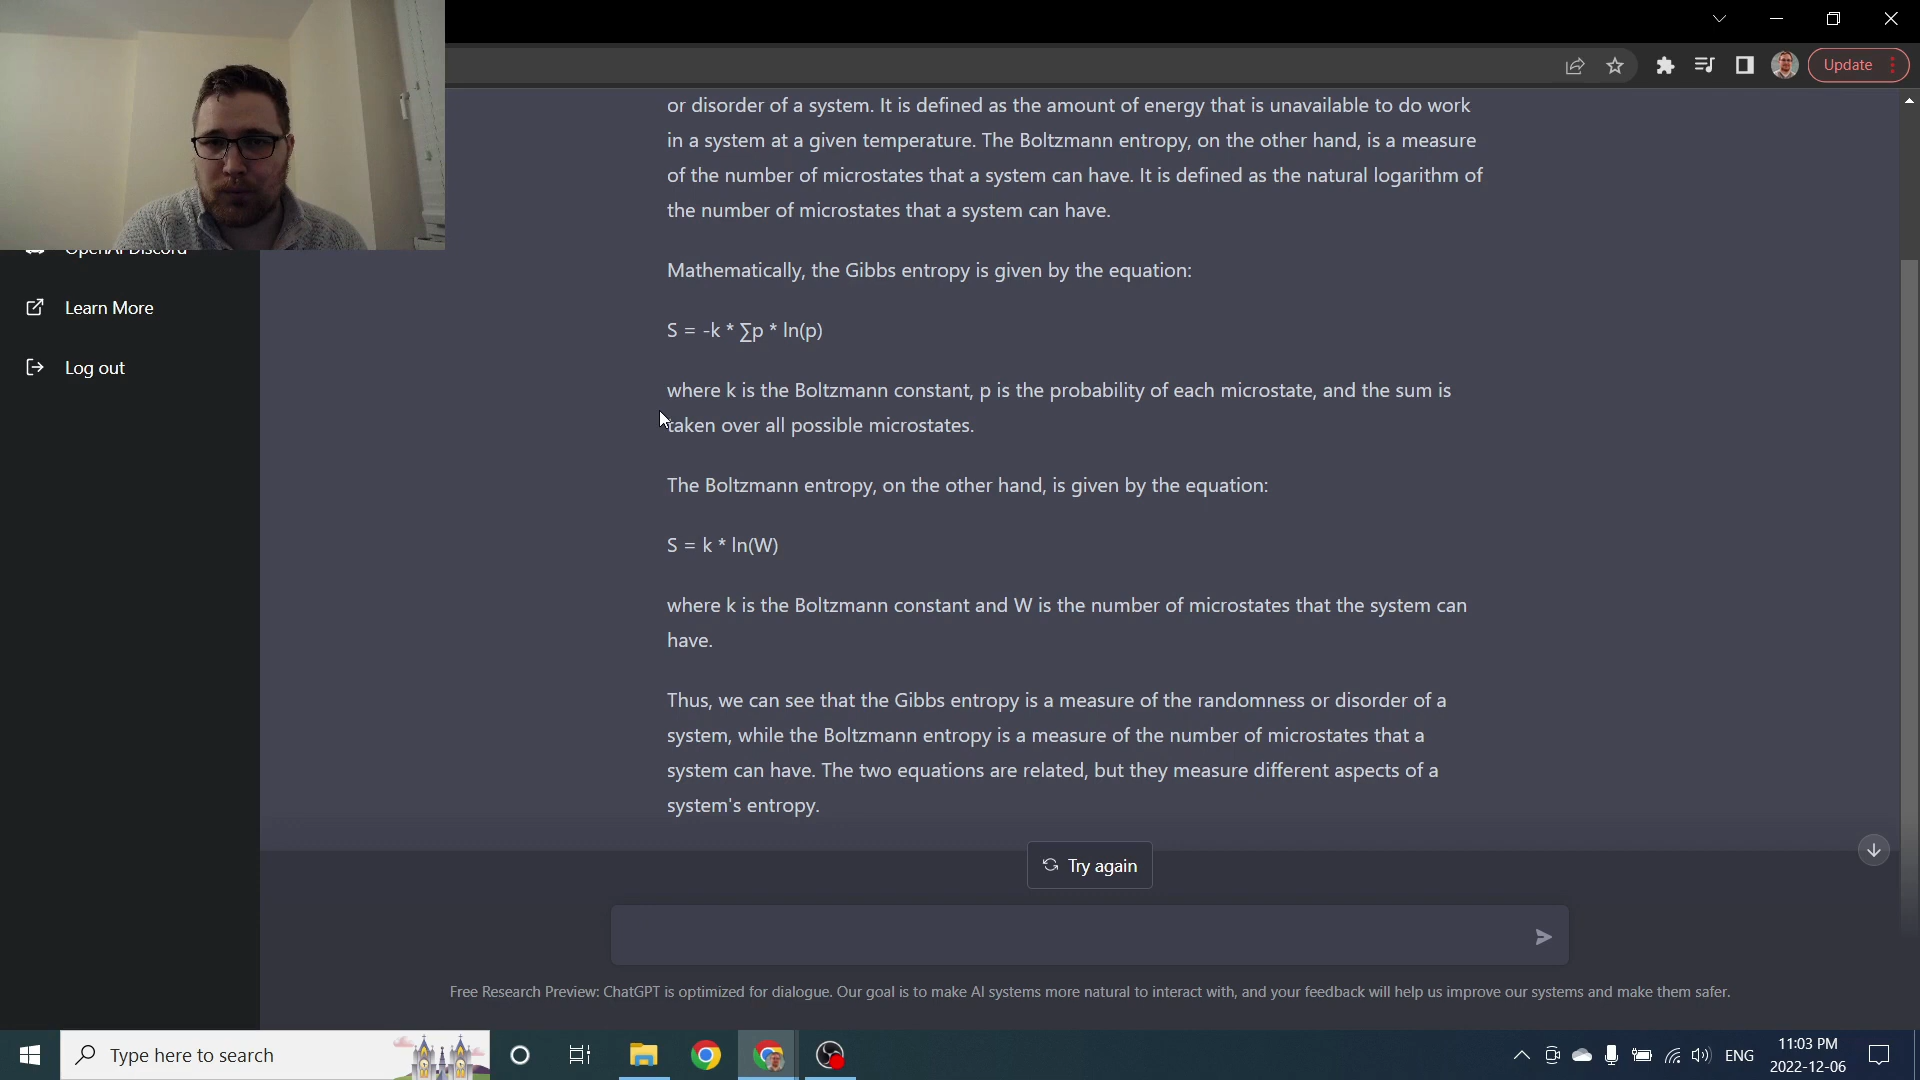 Update
or disorder of a system. It is defined as the amount of energy that is unavailable to do work
in a system at a given temperature. The Boltzmann entropy, on the other hand, is a measure
of the number of microstates that a system can have. It is defined as the natural logarithm of
the number of microstates that a system can have.
OpenAI Discord
Mathematically, the Gibbs entropy is given by the equation:
Learn More
S = -k * ∑p * ln(p)
Log out
where k is the Boltzmann constant, p is the probability of each microstate, and the sum is
taken over all possible microstates.
The Boltzmann entropy, on the other hand, is given by the equation:
S = k * ln(W)
where k is the Boltzmann constant and W is the number of microstates that the system can
have.
Thus, we can see that the Gibbs entropy is a measure of the randomness or disorder of a
system, while the Boltzmann entropy is a measure of the number of microstates that a
system can have. The two equations are related, but they measure different aspects of a
system's entropy.
Try again
Free Research Preview: ChatGPT is optimized for dialogue. Our goal is to make AI systems more natural to interact with, and your feedback will help us improve our systems and make them safer.
Type here to search
ENG
11:03 PM
2022-12-06